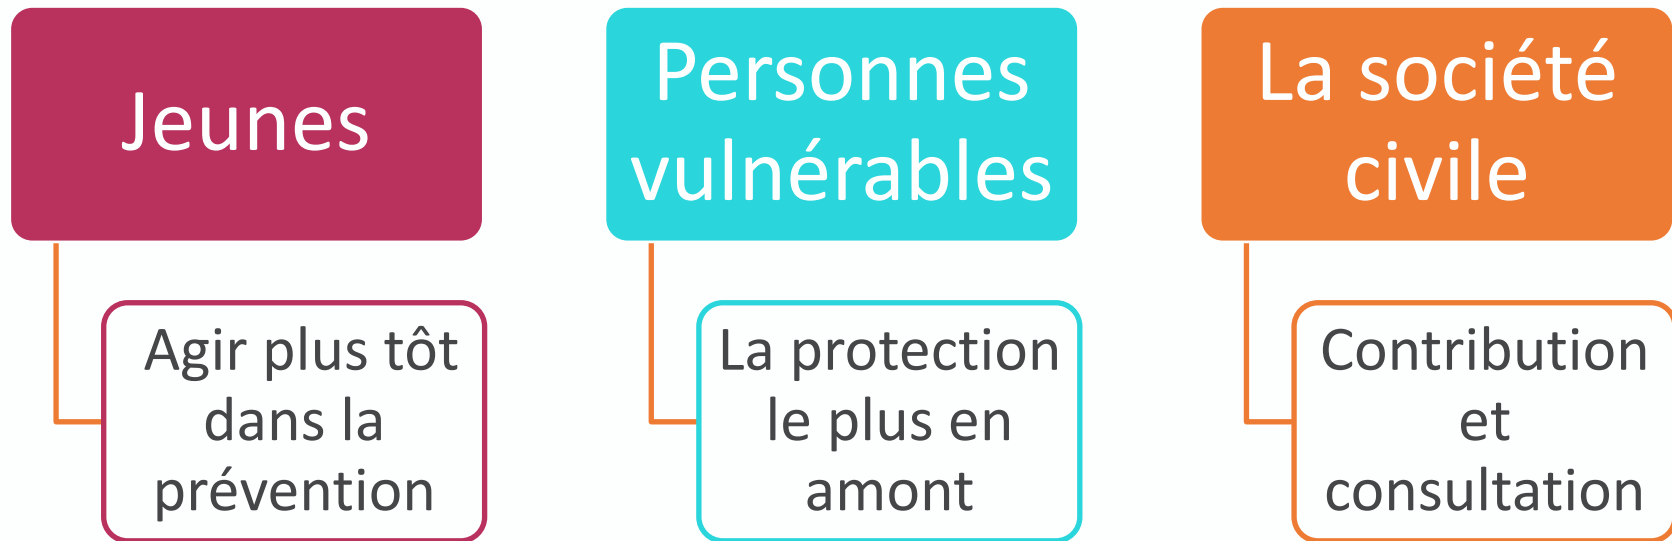 Jeunes
Agir plus tôt
dans la
prévention
Personnes
vulnérables
La protection
le plus en
amont
La société
civile
Contribution
et
consultation